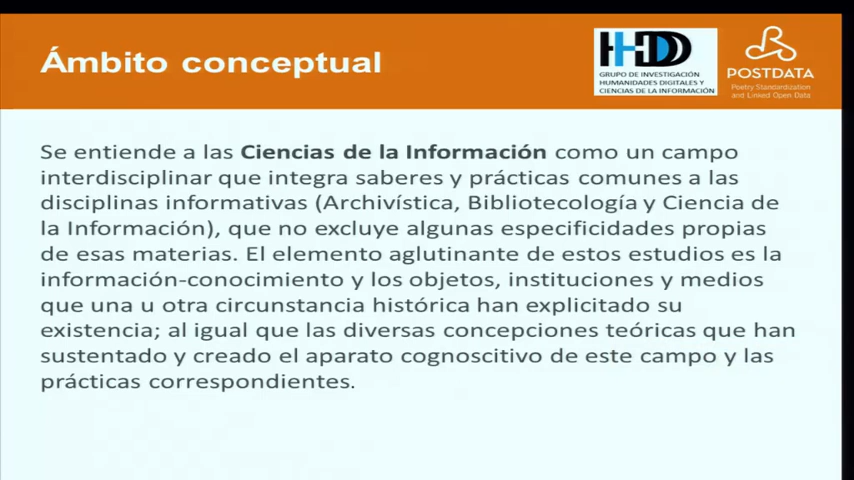 Ámbito conceptual
HHDD
GRUPO DE INVESTIGACIÓN
HUMANIDADES DIGITALES Y
CIENCIAS DE LA INFORMACIÓN
POSTDATA
Poetry Standardization
and Linked Open Data
Se entiende a las Ciencias de la Información como un campo
interdisciplinar que integra saberes y prácticas comunes a las
disciplinas informativas (Archivística, Bibliotecología y Ciencia de
la Información), que no excluye algunas especificidades propias
de esas materias. El elemento aglutinante de estos estudios es la
información-conocimiento y los objetos, instituciones y medios
que una u otra circunstancia histórica han explicitado su
existencia; al igual que las diversas concepciones teóricas que han
sustentado y creado el aparato cognoscitivo de este campo y las
prácticas correspondientes.